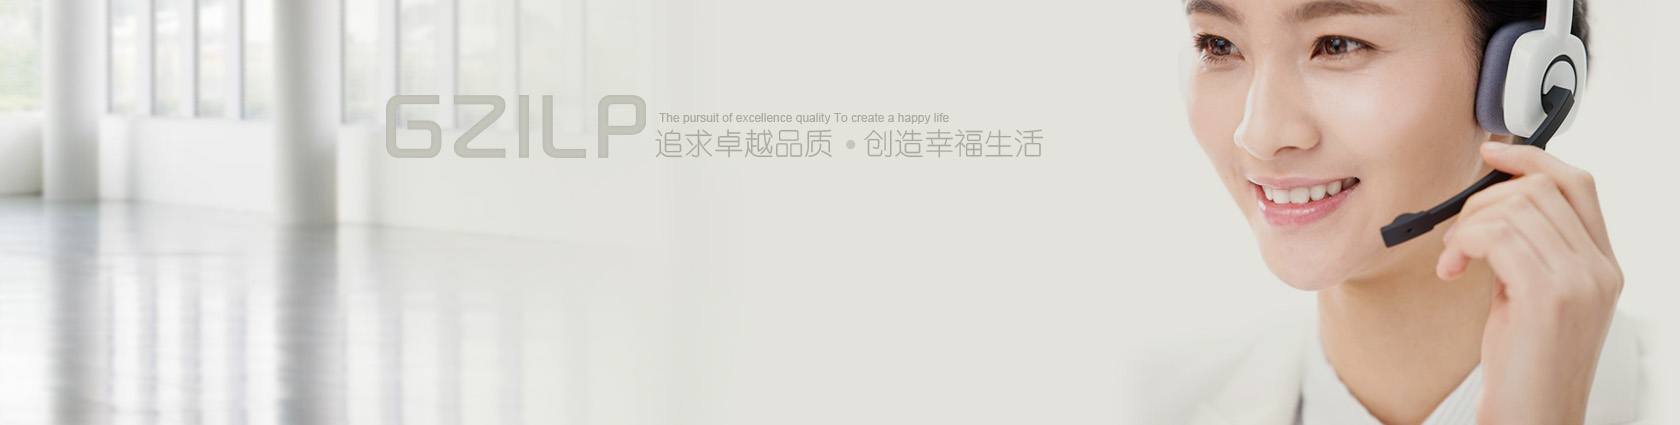 GZILP
The pursuit of excellence quality To create a happy life
追求卓越品质 • 创造幸福生活